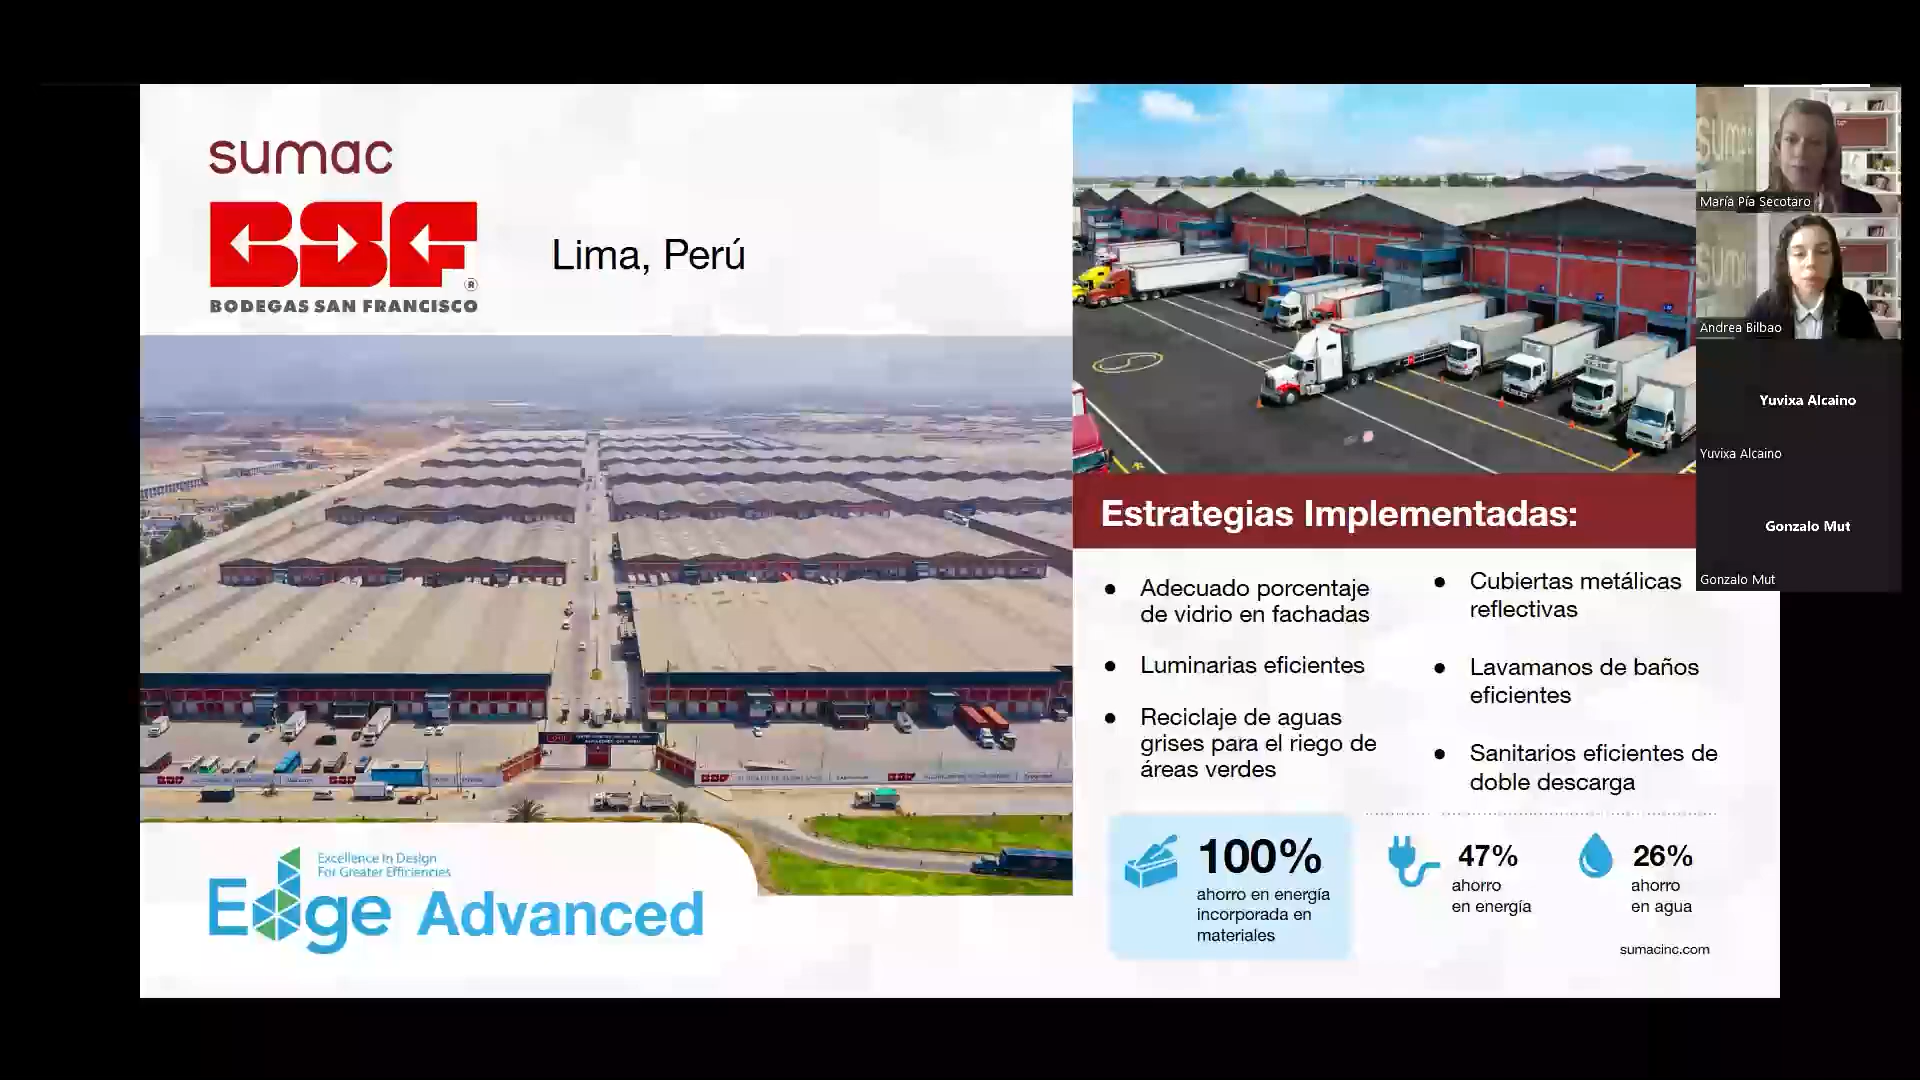 sumac
BSF
®
BODEGAS SAN FRANCISCO
Lima, Perú
Excellence In Design
For Greater Efficiencies
Edge Advanced
Estrategias Implementadas:
● Adecuado porcentaje
de vidrio en fachadas
● Luminarias eficientes
● Reciclaje de aguas
grises para el riego de
áreas verdes
● Cubiertas metálicas
reflectivas
● Lavamanos de baños
eficientes
● Sanitarios eficientes de
doble descarga
100%
ahorro en energía
incorporada en
materiales
47%
ahorro
en energía
26%
ahorro
en agua
sumacinc.com
María Pía Secotaro
Andrea Bilbao
Yuvixa Alcaino
Yuvixa Alcaino
Gonzalo Mut
Gonzalo Mut